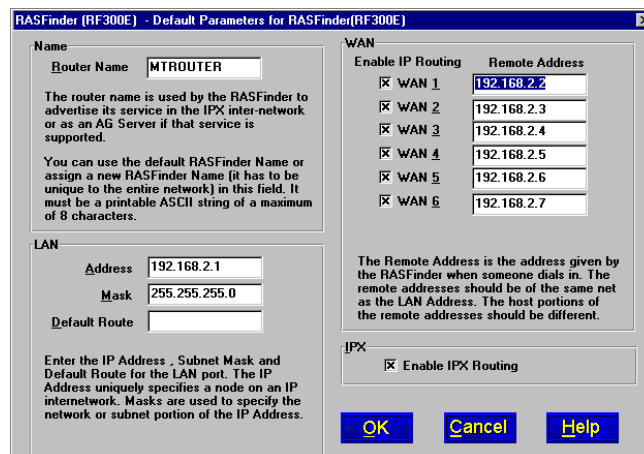 RASFinder (RF300E) - Default Parameters for RASFinder(RF300E)
Name
Router Name MTROUTER
The router name is used by the RASFinder to
advertise its service in the IPX inter-network
or as an AG Server if that service is
supported.
You can use the default RASFinder Name or
assign a new RASFinder Name (it has to be
unique to the entire network) in this field. It
must be a printable ASCII string of a maximum
of 8 characters.
LAN
Address 192.168.2.1
Mask 255.255.255.0
Default Route
Enter the IP Address , Subnet Mask and
Default Route for the LAN port. The IP
Address uniquely specifies a node on an IP
internetwork. Masks are used to specify the
network or subnet portion of the IP Address.
WAN
Enable IP Routing Remote Address
WAN 1 192.168.2.2
WAN 2 192.168.2.3
WAN 3 192.168.2.4
WAN 4 192.168.2.5
WAN 5 192.168.2.6
WAN 6 192.168.2.7
The Remote Address is the address given by
the RASFinder when someone dials in. The
remote addresses should be of the same net
as the LAN Address. The host portions of
the remote addresses should be different.
IPX
Enable IPX Routing
OK Cancel Help